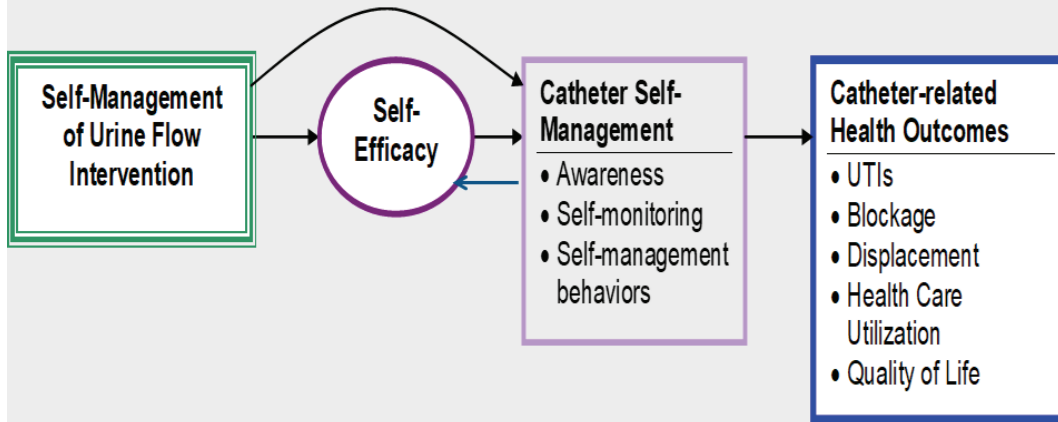 Self-Management
of Urine Flow
Intervention
Self-
Efficacy
Catheter Self-
Management
• Awareness
• Self-monitoring
• Self-management
behaviors
Catheter-related
Health Outcomes
• UTIs
• Blockage
• Displacement
• Health Care
Utilization
• Quality of Life